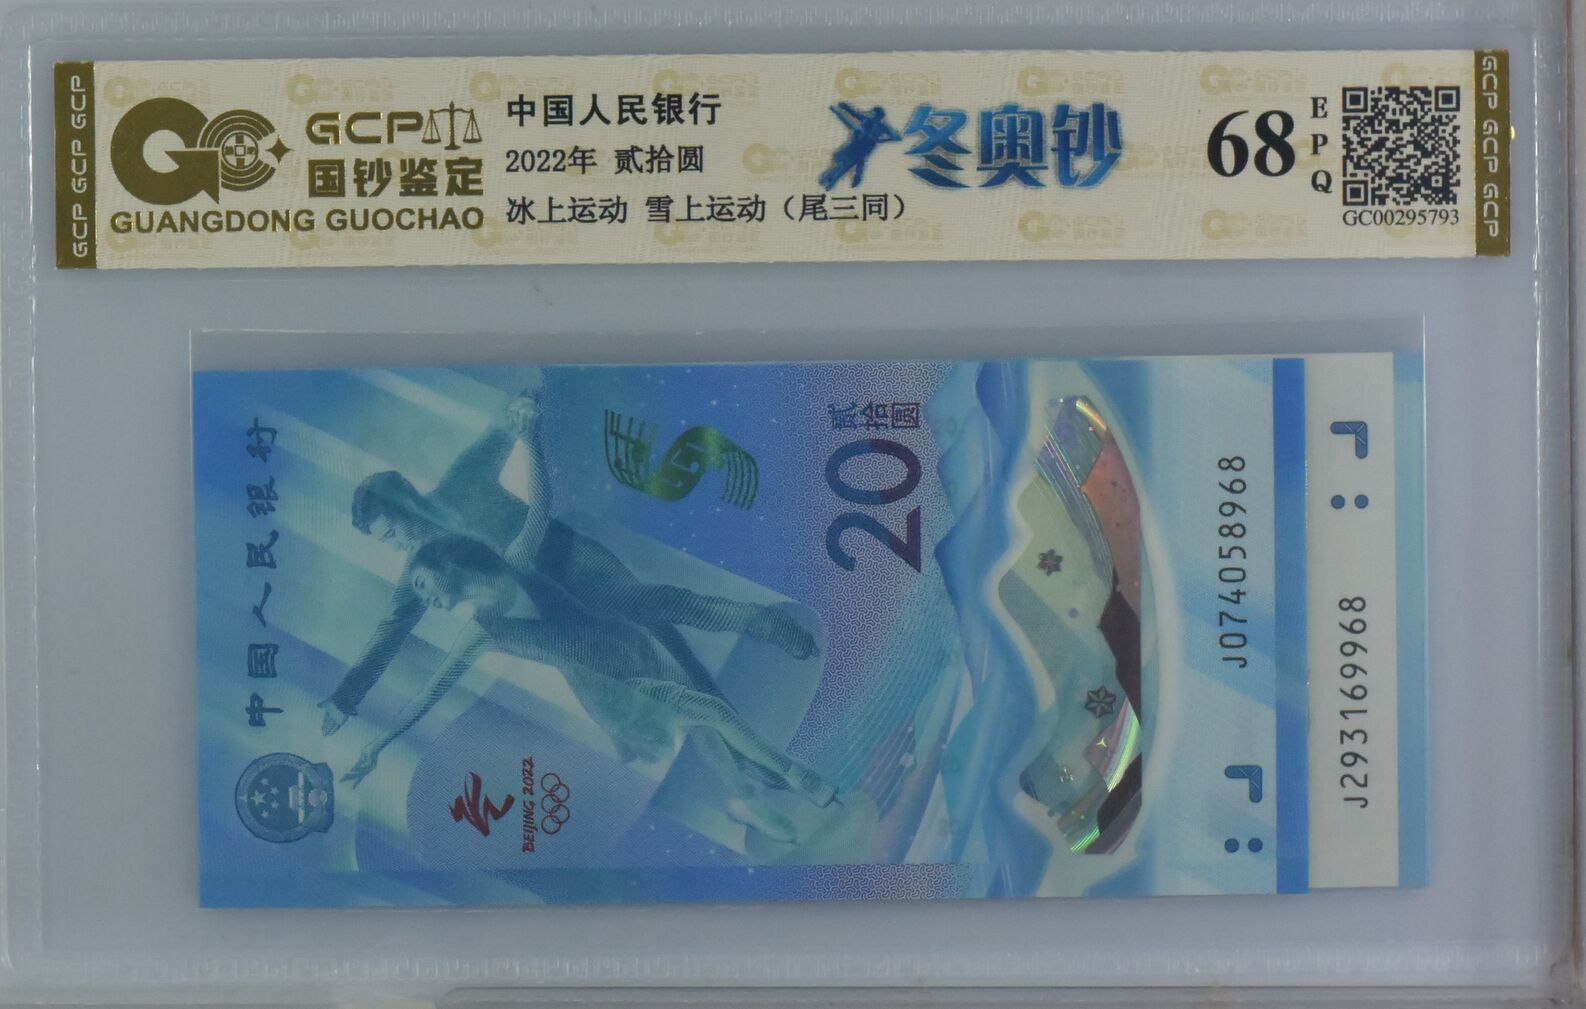 GCP GCP GCP
GCP
国钞鉴定
GUANGDONG GUOCHAO
中国人民银行
2022年 贰拾圆
冰上运动 雪上运动（尾三同）
冬奥钞
68
EPQ
GC00295793
GCP GCP GCP
中国人民银行
BEIJING 2022
贰拾圆
20
J074058968
J293169968